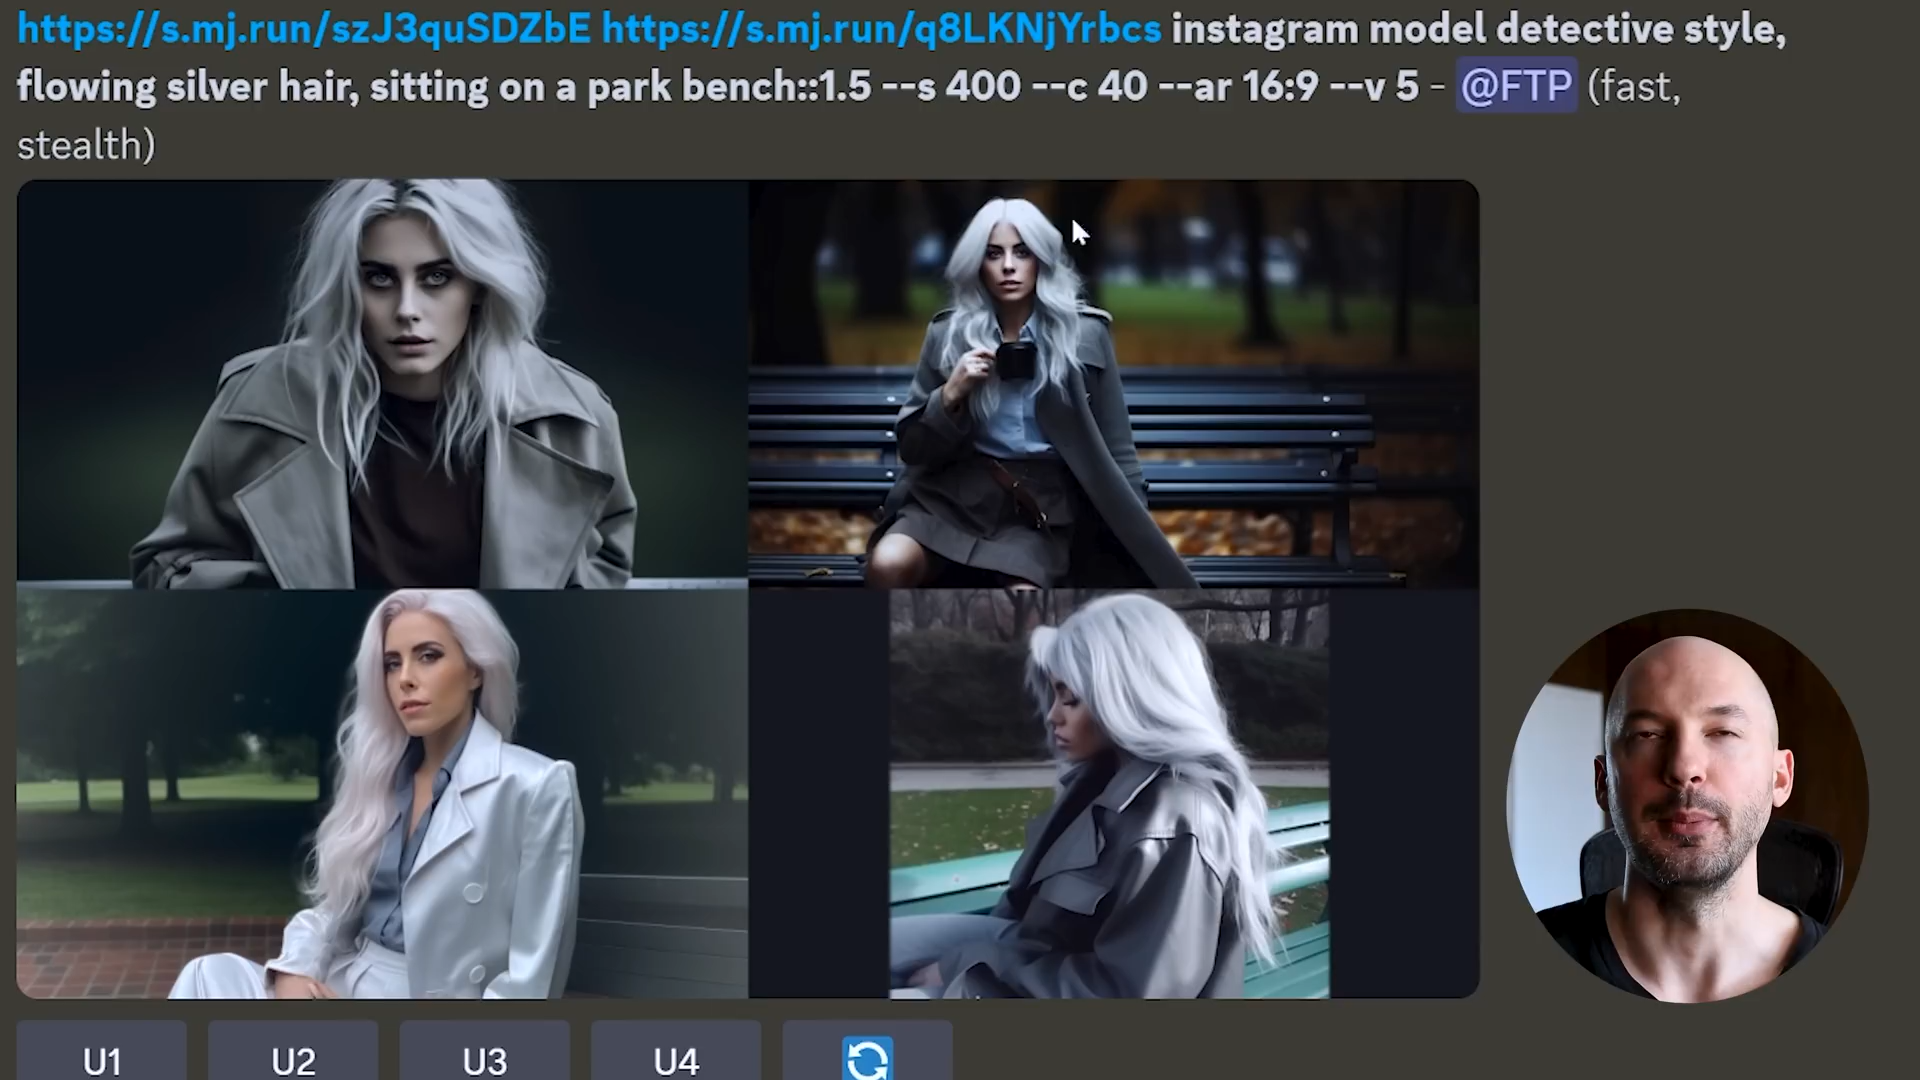 https://s.mj.run/szJ3quSDZbE https://s.mj.run/q8LKNjYrbcs instagram model detective style,
flowing silver hair, sitting on a park bench::1.5 --s 400 --c 40 --ar 16:9 --v 5 - @FTP (fast,
stealth)
U1 U2 U3 U4